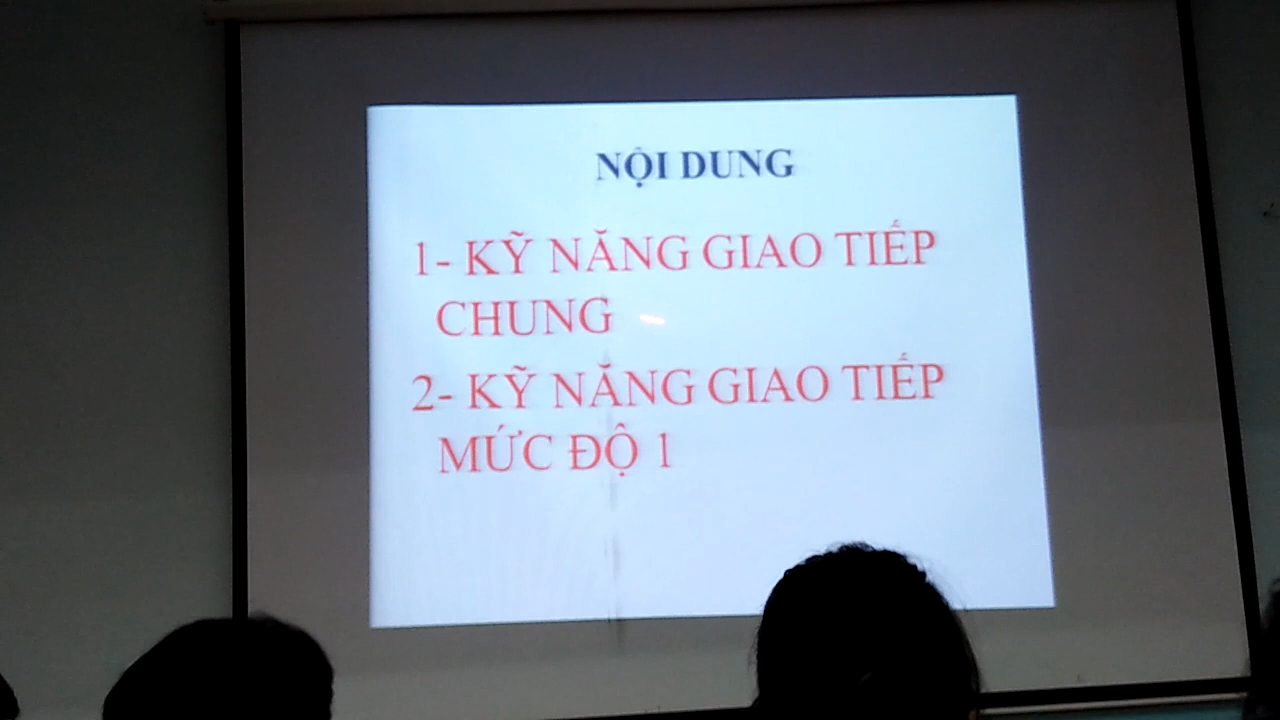 NỘI DUNG
1- KỸ NĂNG GIAO TIẾP
CHUNG
2- KỸ NĂNG GIAO TIẾP
MỨC ĐỘ 1